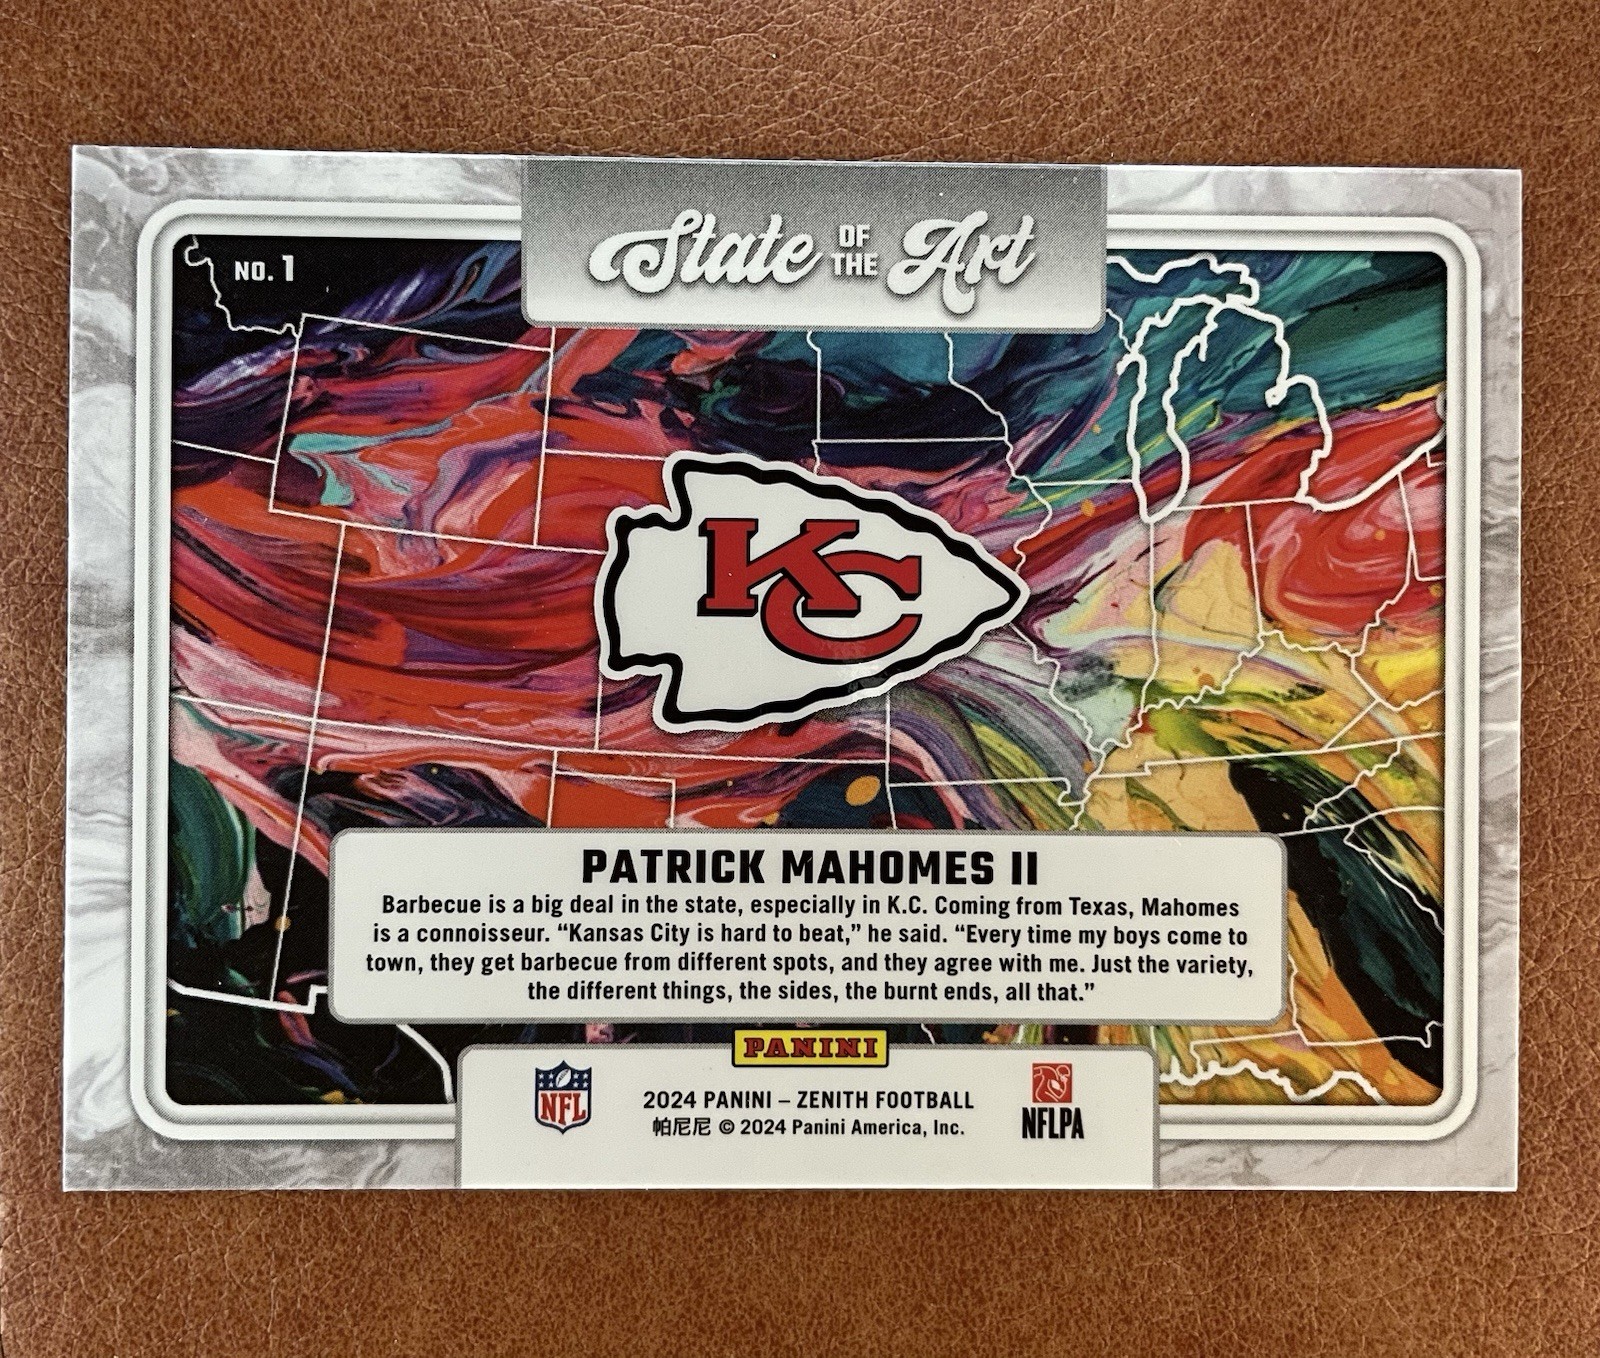 State OF THE Art
NO. 1
KC
PATRICK MAHOMES II
Barbecue is a big deal in the state, especially in K.C. Coming from Texas, Mahomes
is a connoisseur. “Kansas City is hard to beat,” he said. “Every time my boys come to
town, they get barbecue from different spots, and they agree with me. Just the variety,
the different things, the sides, the burnt ends, all that.”
PANINI
NFL
2024 PANINI – ZENITH FOOTBALL
帕尼尼 © 2024 Panini America, Inc.
NFLPA